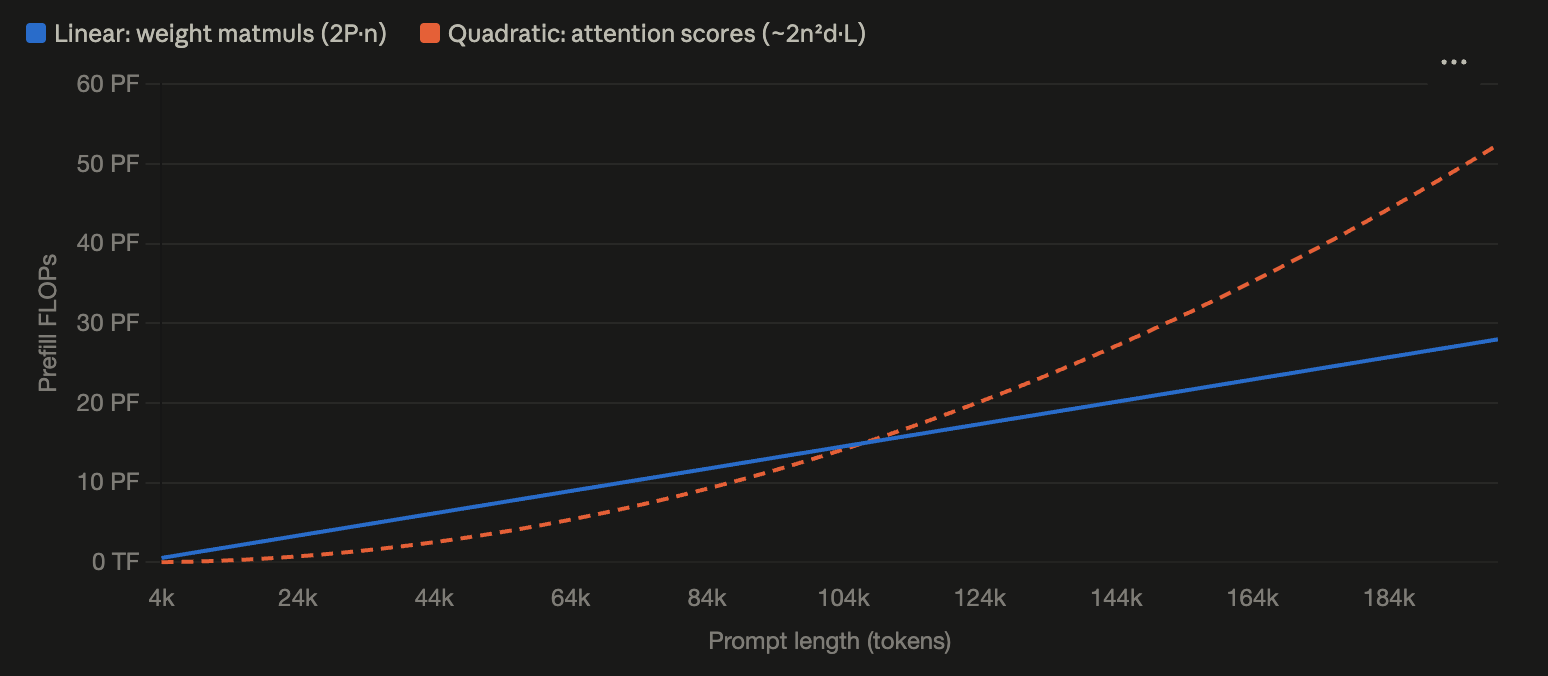 Linear: weight matmuls (2P·n) Quadratic: attention scores (~2n²d·L)
60 PF
50 PF
40 PF
30 PF
20 PF
10 PF
0 TF
Prefill FLOPs
4k 24k 44k 64k 84k 104k 124k 144k 164k 184k
Prompt length (tokens)